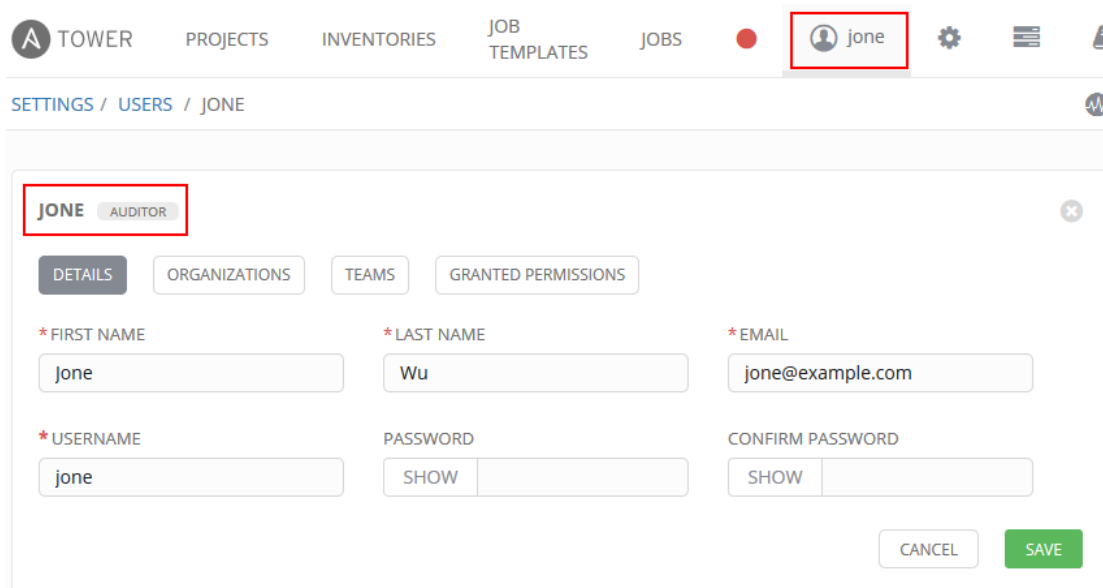 A TOWER PROJECTS INVENTORIES JOB TEMPLATES JOBS jone
SETTINGS / USERS / JONE
JONE AUDITOR
DETAILS ORGANIZATIONS TEAMS GRANTED PERMISSIONS
* FIRST NAME * LAST NAME * EMAIL
Jone Wu jone@example.com
* USERNAME PASSWORD CONFIRM PASSWORD
jone SHOW SHOW
CANCEL SAVE